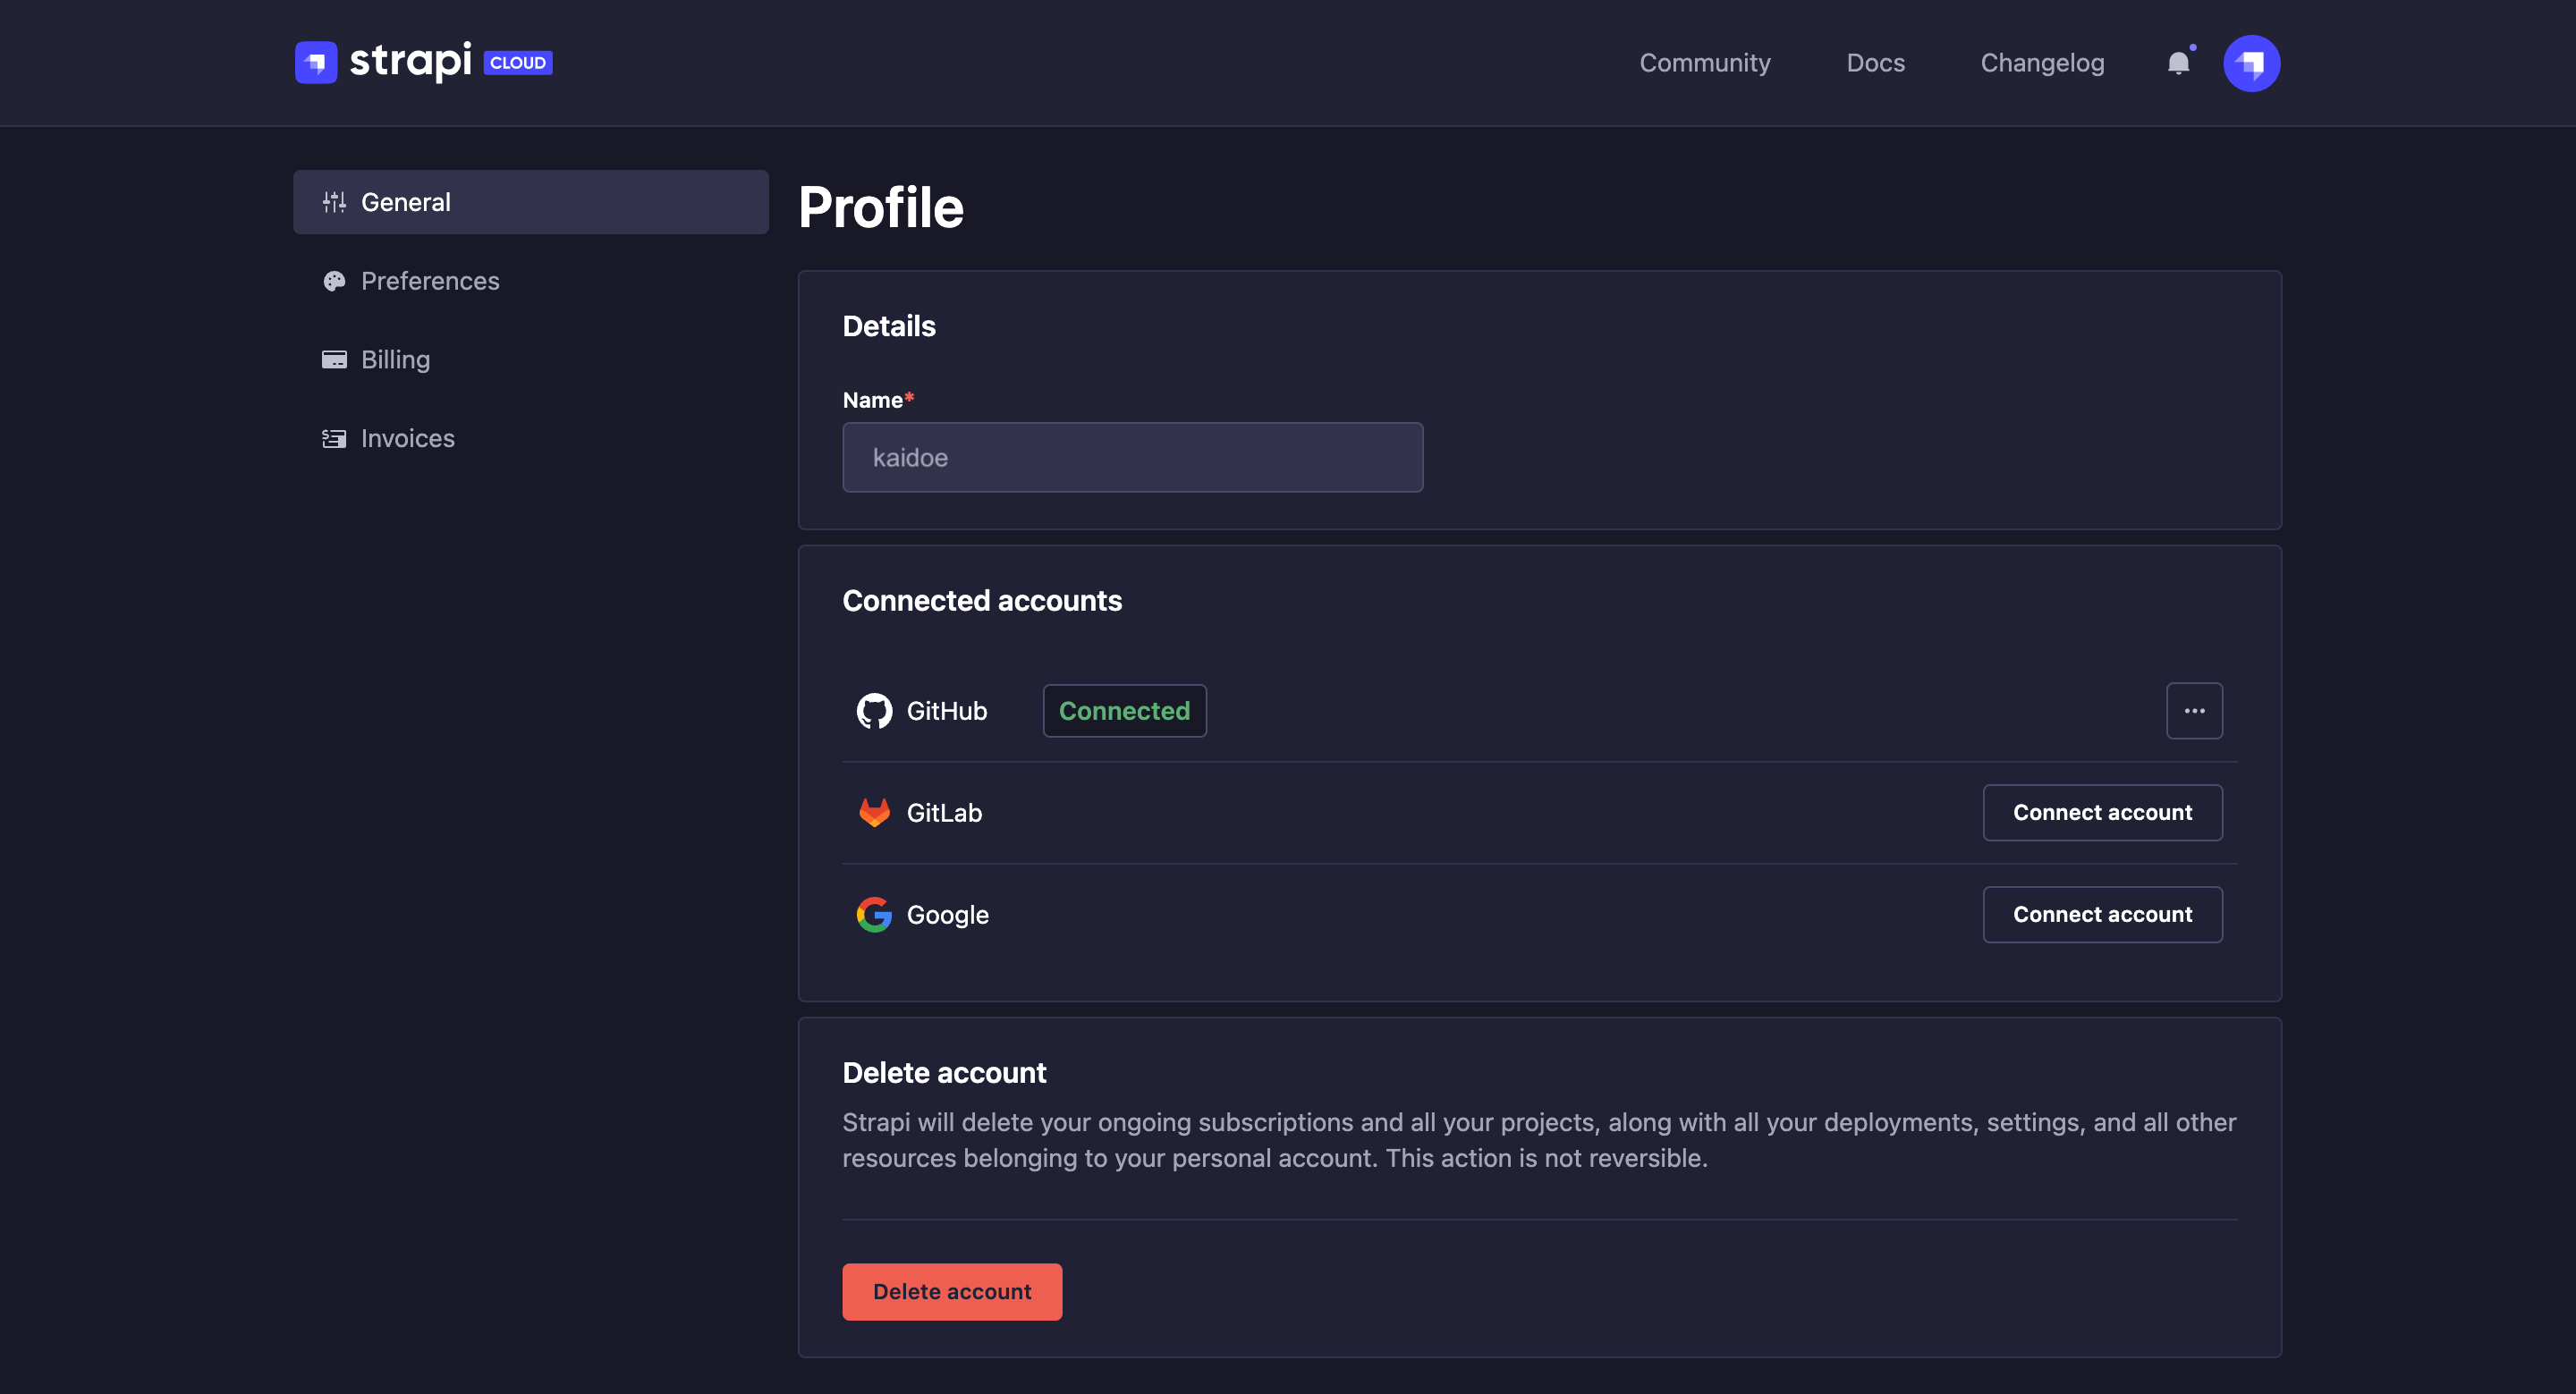 strapi CLOUD
Community
Docs
Changelog
General
Preferences
Billing
Invoices
Profile
Details
Name*
kaidoe
Connected accounts
GitHub
Connected
GitLab
Connect account
Google
Connect account
Delete account
Strapi will delete your ongoing subscriptions and all your projects, along with all your deployments, settings, and all other
resources belonging to your personal account. This action is not reversible.
Delete account